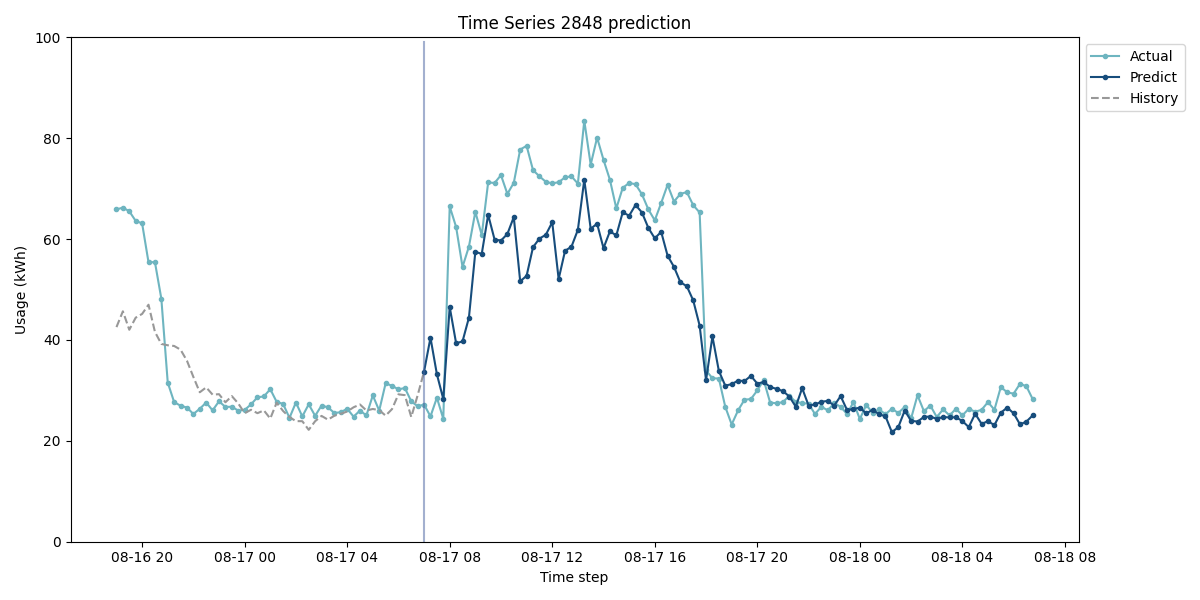 Time Series 2848 prediction
Usage (kWh)
100
80
60
40
20
0
08-16 20
08-17 00
08-17 04
08-17 08
08-17 12
08-17 16
08-17 20
08-18 00
08-18 04
08-18 08
Time step
Actual
Predict
History